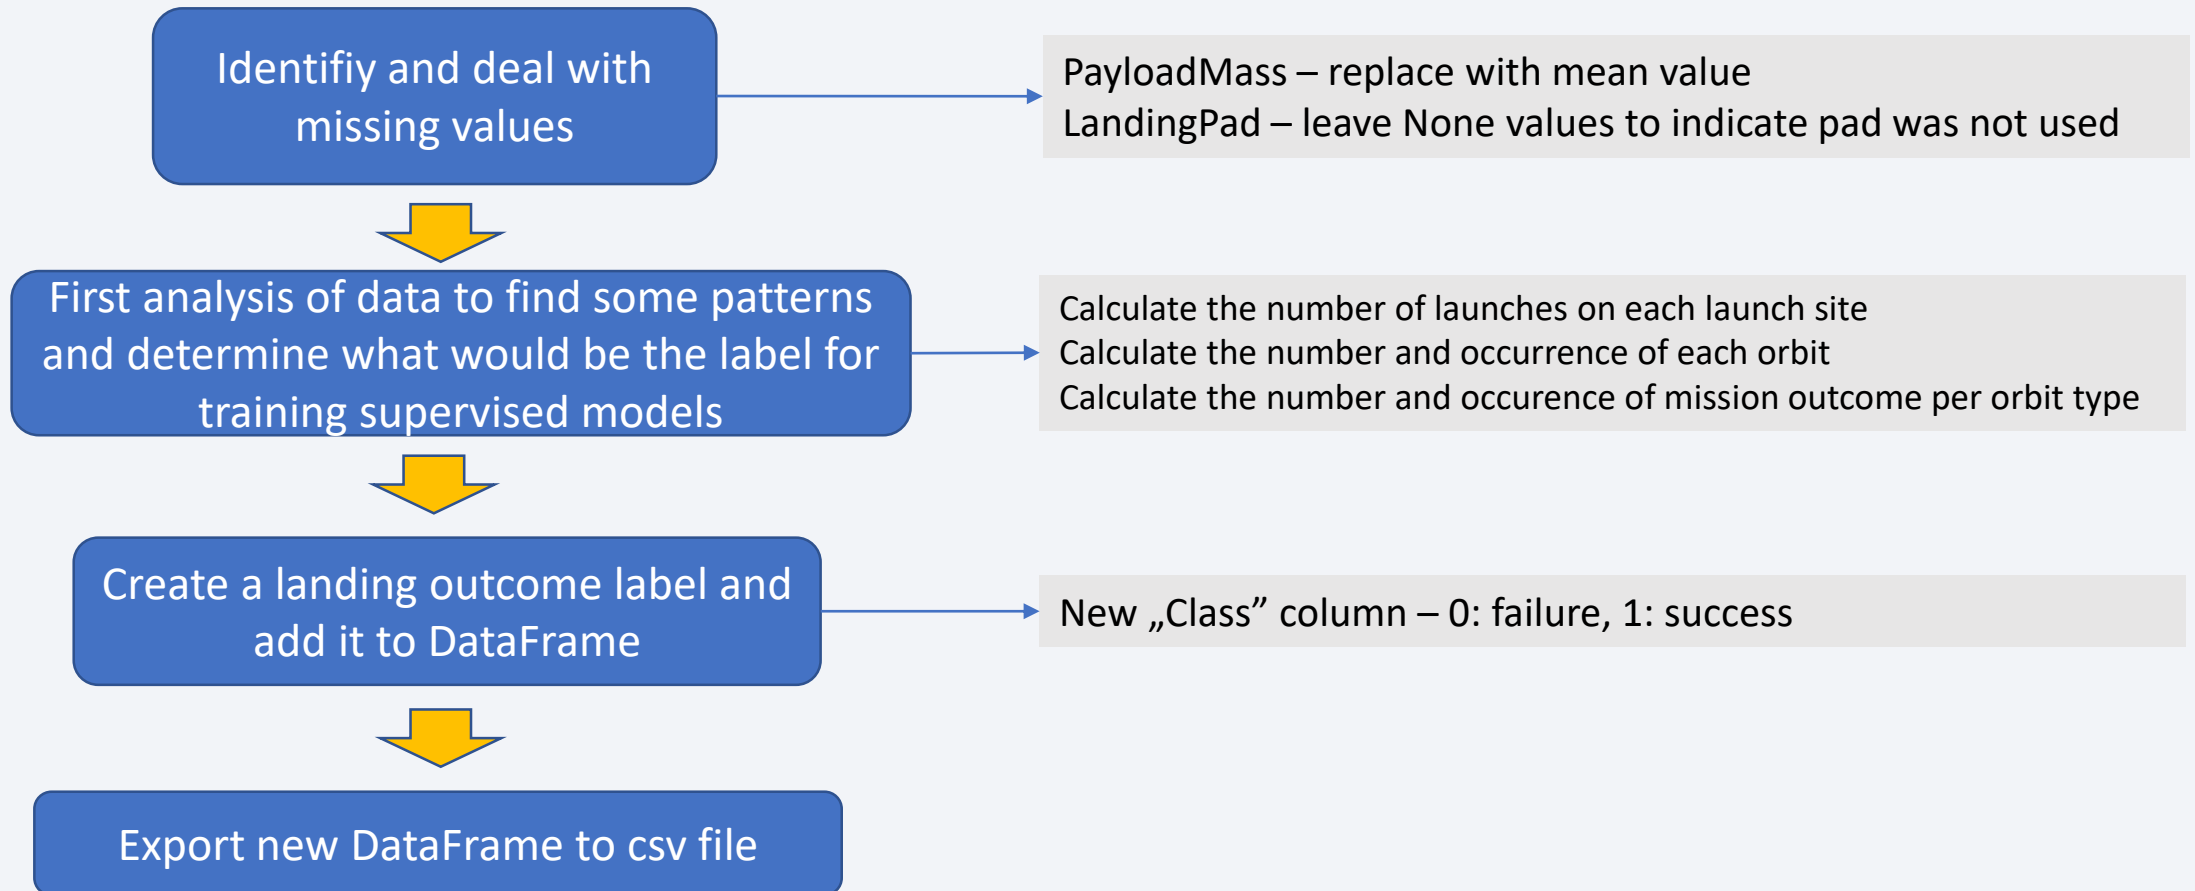 Identifiy and deal with
missing values
PayloadMass – replace with mean value
LandingPad – leave None values to indicate pad was not used
First analysis of data to find some patterns
and determine what would be the label for
training supervised models
Calculate the number of launches on each launch site
Calculate the number and occurrence of each orbit
Calculate the number and occurence of mission outcome per orbit type
Create a landing outcome label and
add it to DataFrame
New „Class” column – 0: failure, 1: success
Export new DataFrame to csv file